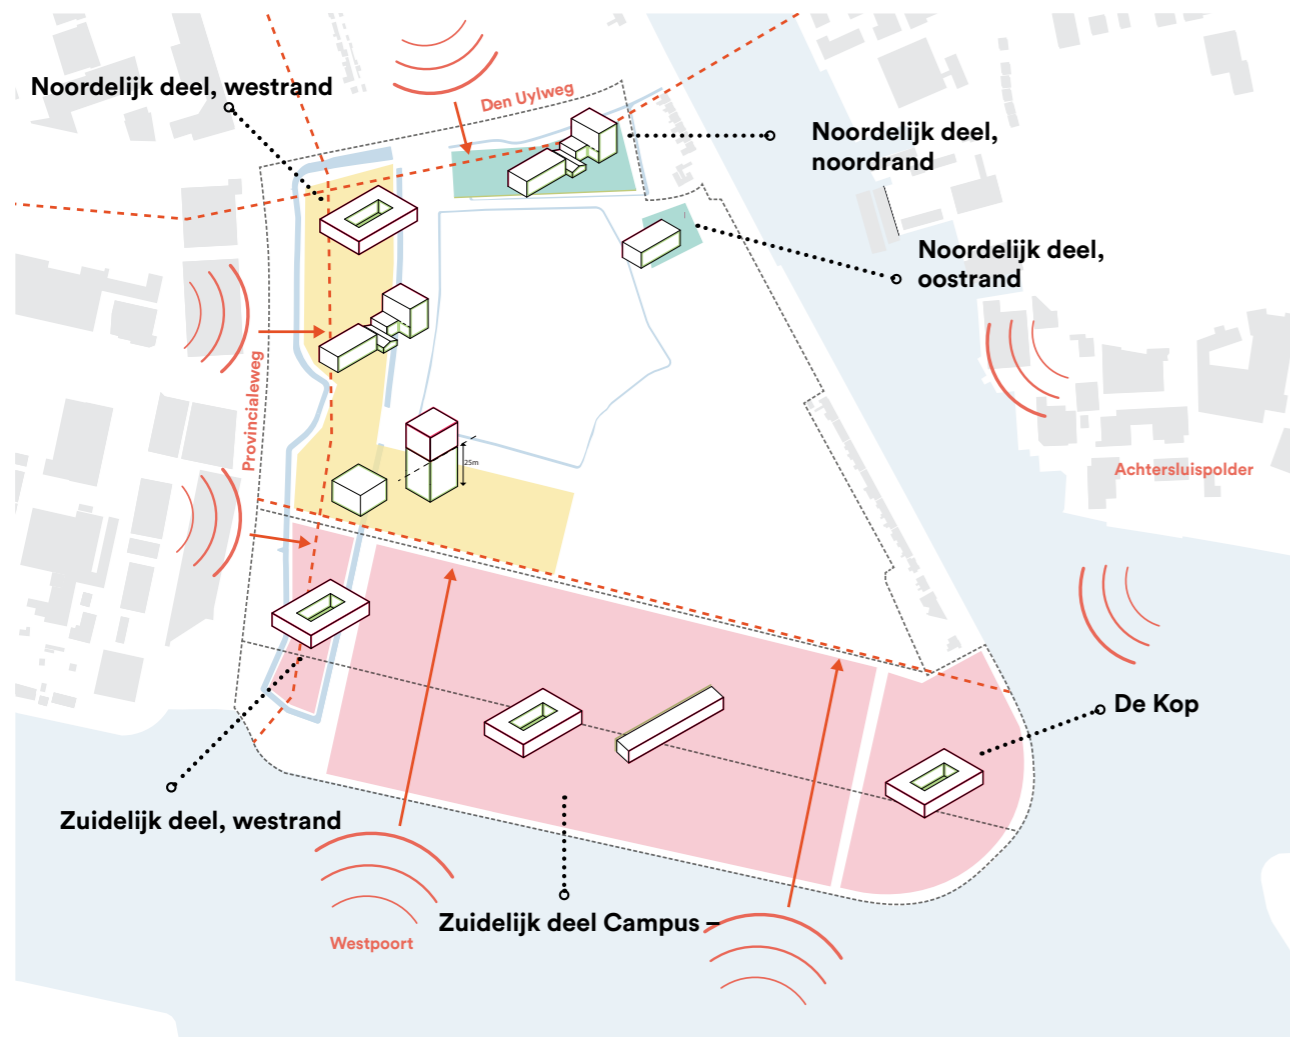 Noordelijk deel, westrand
Den Uylweg
Noordelijk deel,
noordrand
Noordelijk deel,
oostrand
Provincialeweg
25m
Achtersluispolder
De Kop
Zuidelijk deel, westrand
Zuidelijk deel Campus –
Westpoort